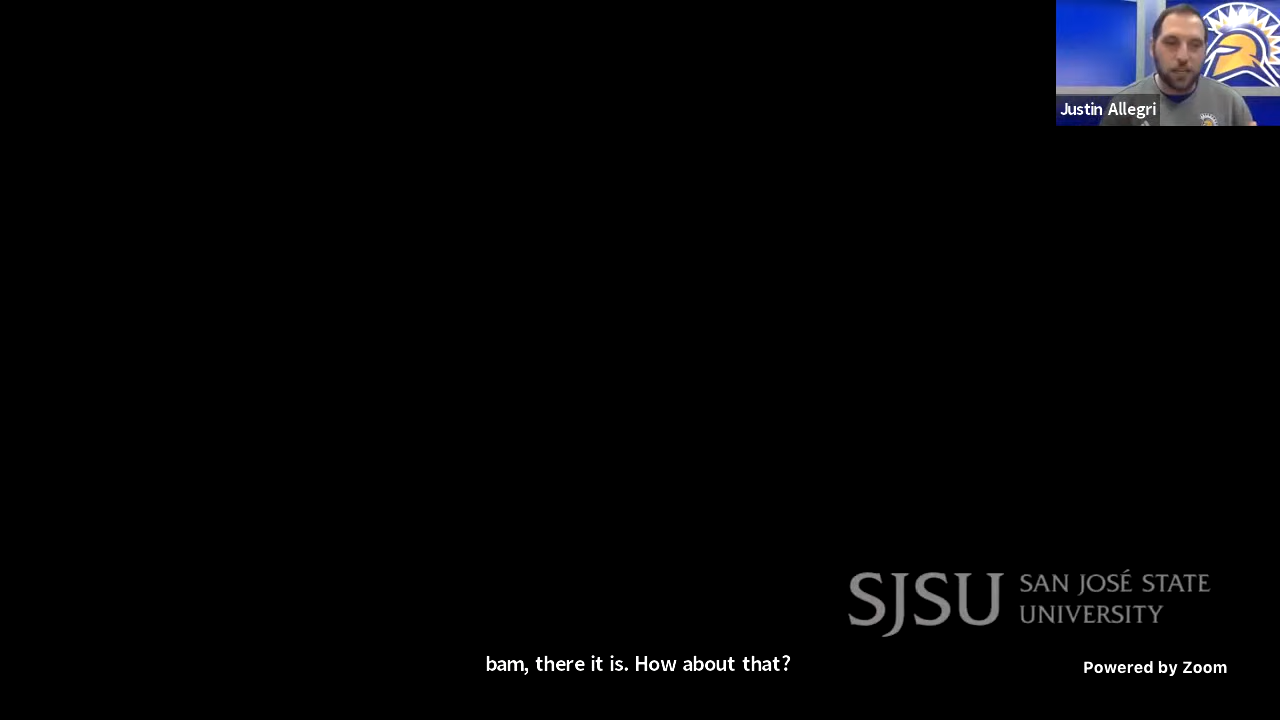 Justin Allegri
SJSU SAN JOSÉ STATE
UNIVERSITY
bam, there it is. How about that?
Powered by Zoom